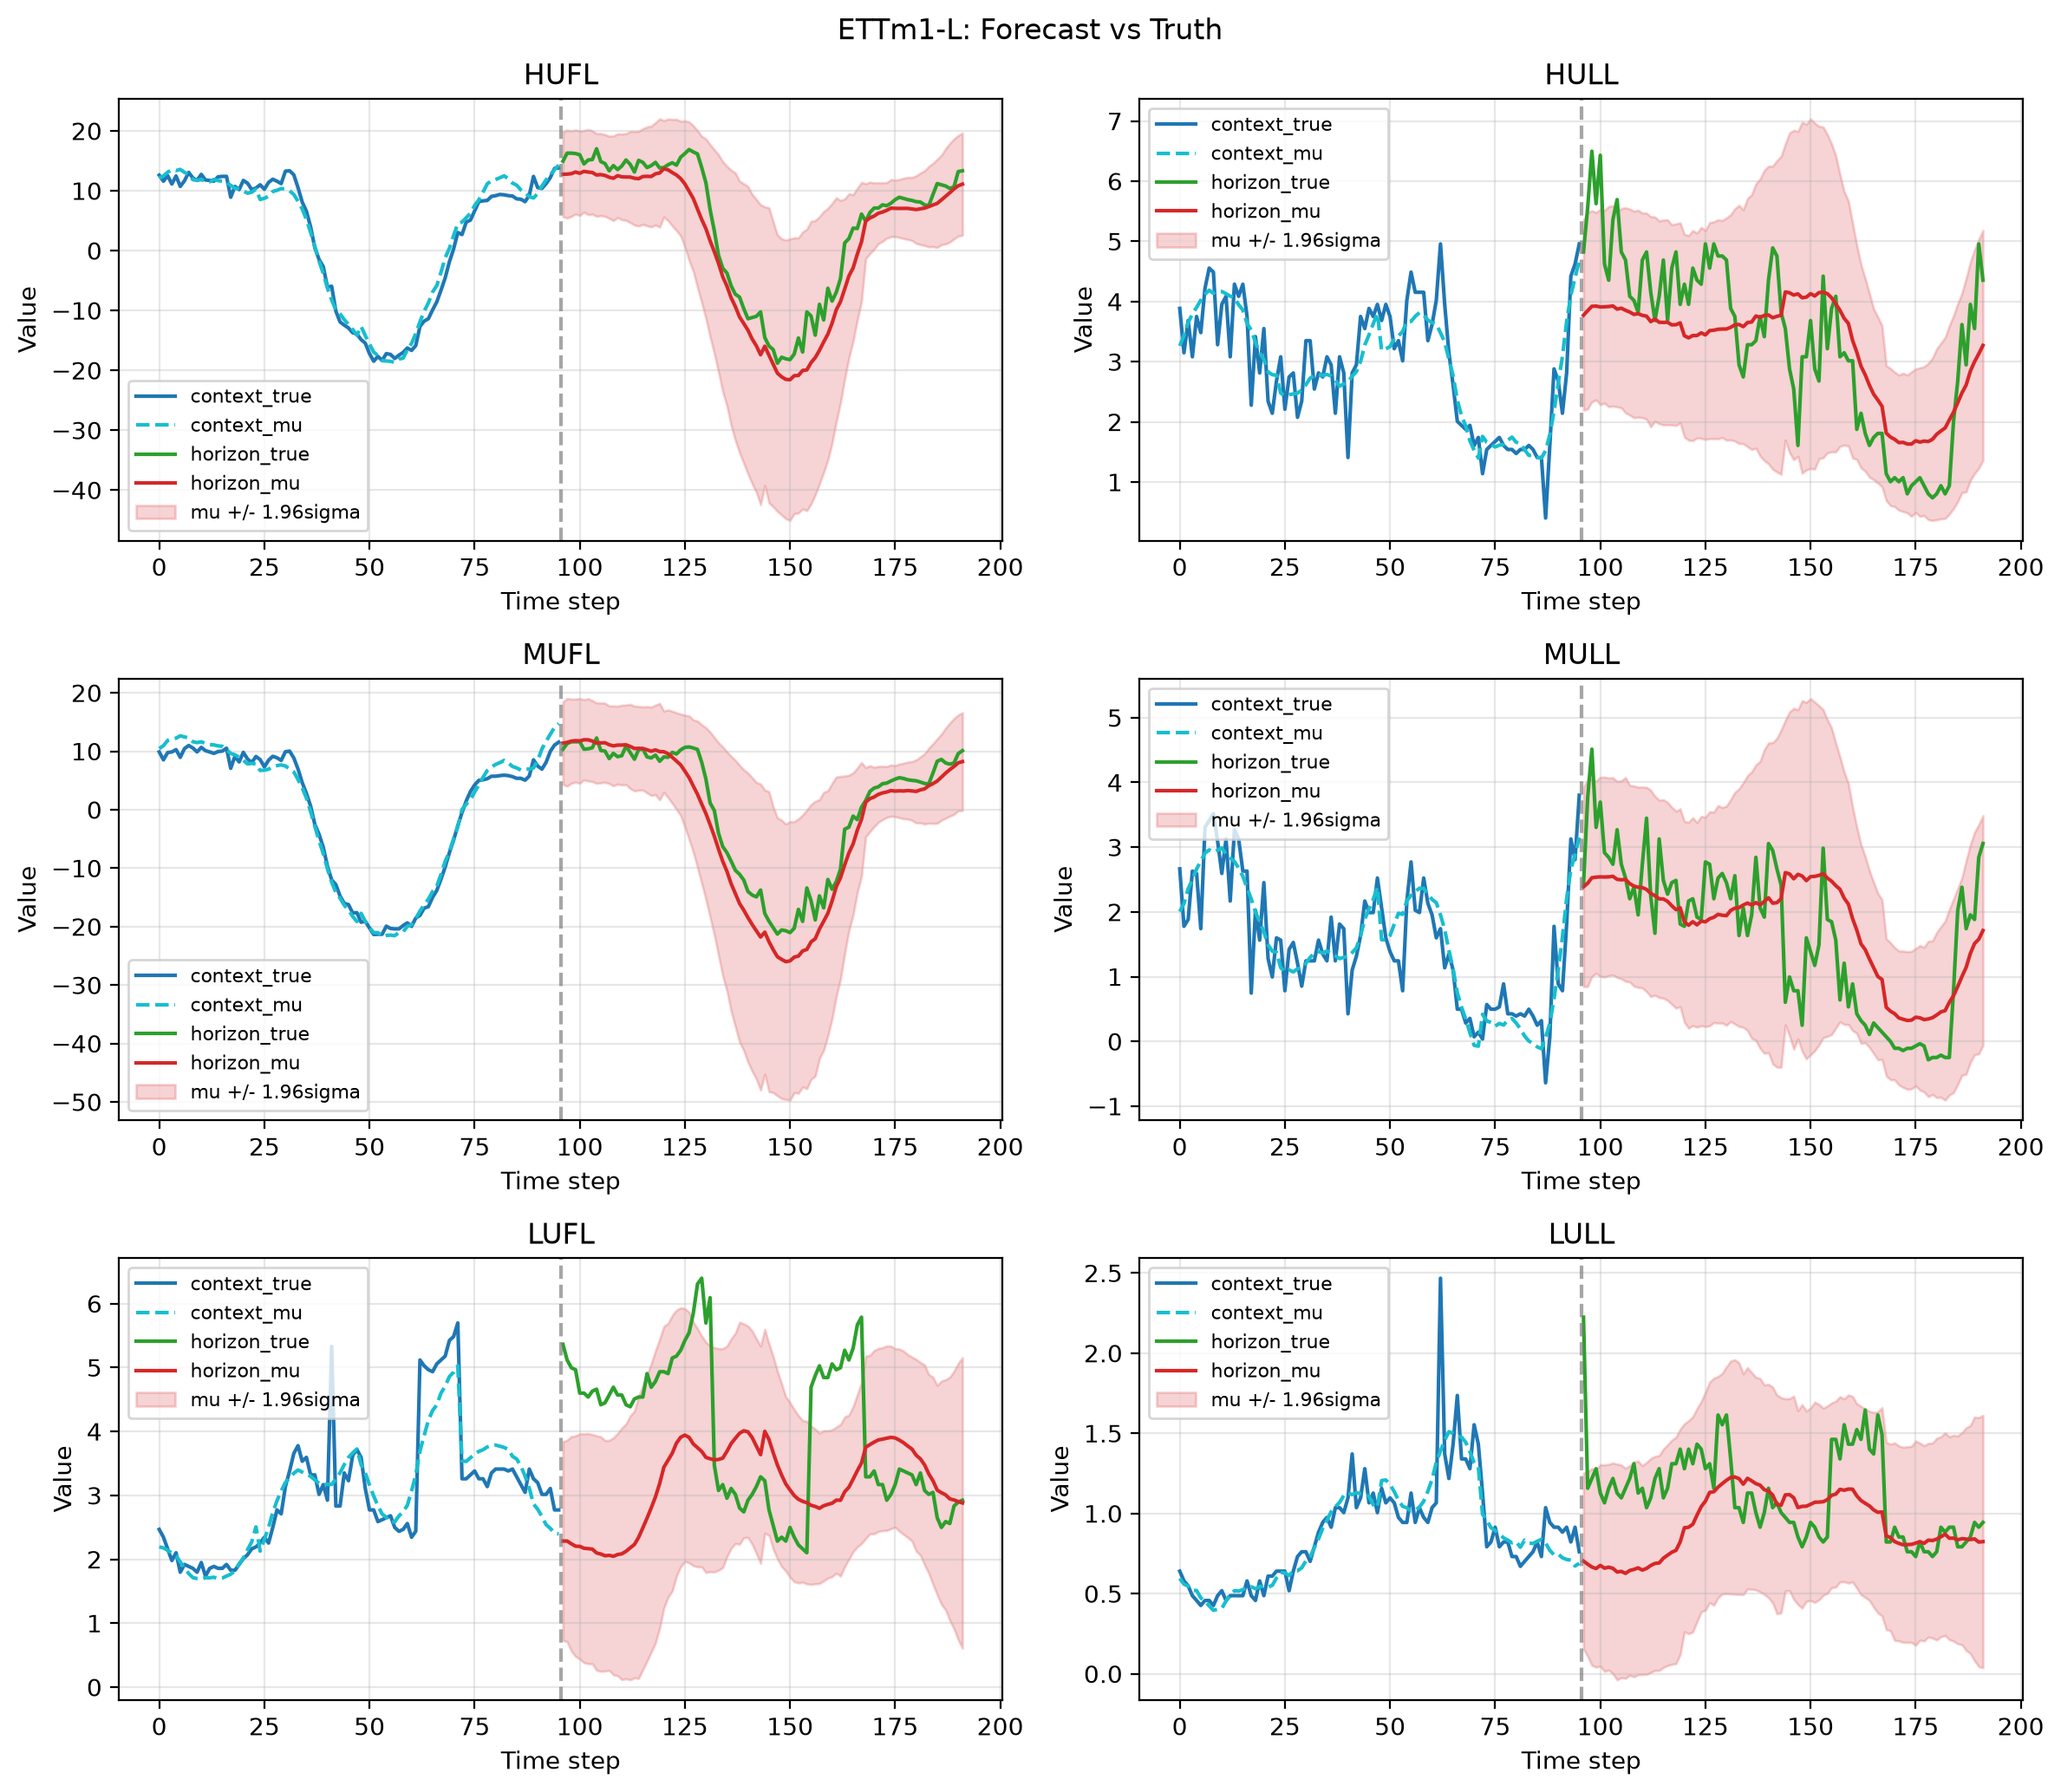 ETTm1-L: Forecast vs Truth
HUFL
20
10
0
−10
−20
−30
−40
Value
context_true
context_mu
horizon_true
horizon_mu
mu +/- 1.96sigma
0 25 50 75 100 125 150 175 200
Time step
HULL
7
6
5
4
3
2
1
Value
context_true
context_mu
horizon_true
horizon_mu
mu +/- 1.96sigma
0 25 50 75 100 125 150 175 200
Time step
MUFL
20
10
0
−10
−20
−30
−40
−50
Value
context_true
context_mu
horizon_true
horizon_mu
mu +/- 1.96sigma
0 25 50 75 100 125 150 175 200
Time step
MULL
5
4
3
2
1
0
−1
Value
context_true
context_mu
horizon_true
horizon_mu
mu +/- 1.96sigma
0 25 50 75 100 125 150 175 200
Time step
LUFL
6
5
4
3
2
1
0
Value
context_true
context_mu
horizon_true
horizon_mu
mu +/- 1.96sigma
0 25 50 75 100 125 150 175 200
Time step
LULL
2.5
2.0
1.5
1.0
0.5
0.0
Value
context_true
context_mu
horizon_true
horizon_mu
mu +/- 1.96sigma
0 25 50 75 100 125 150 175 200
Time step